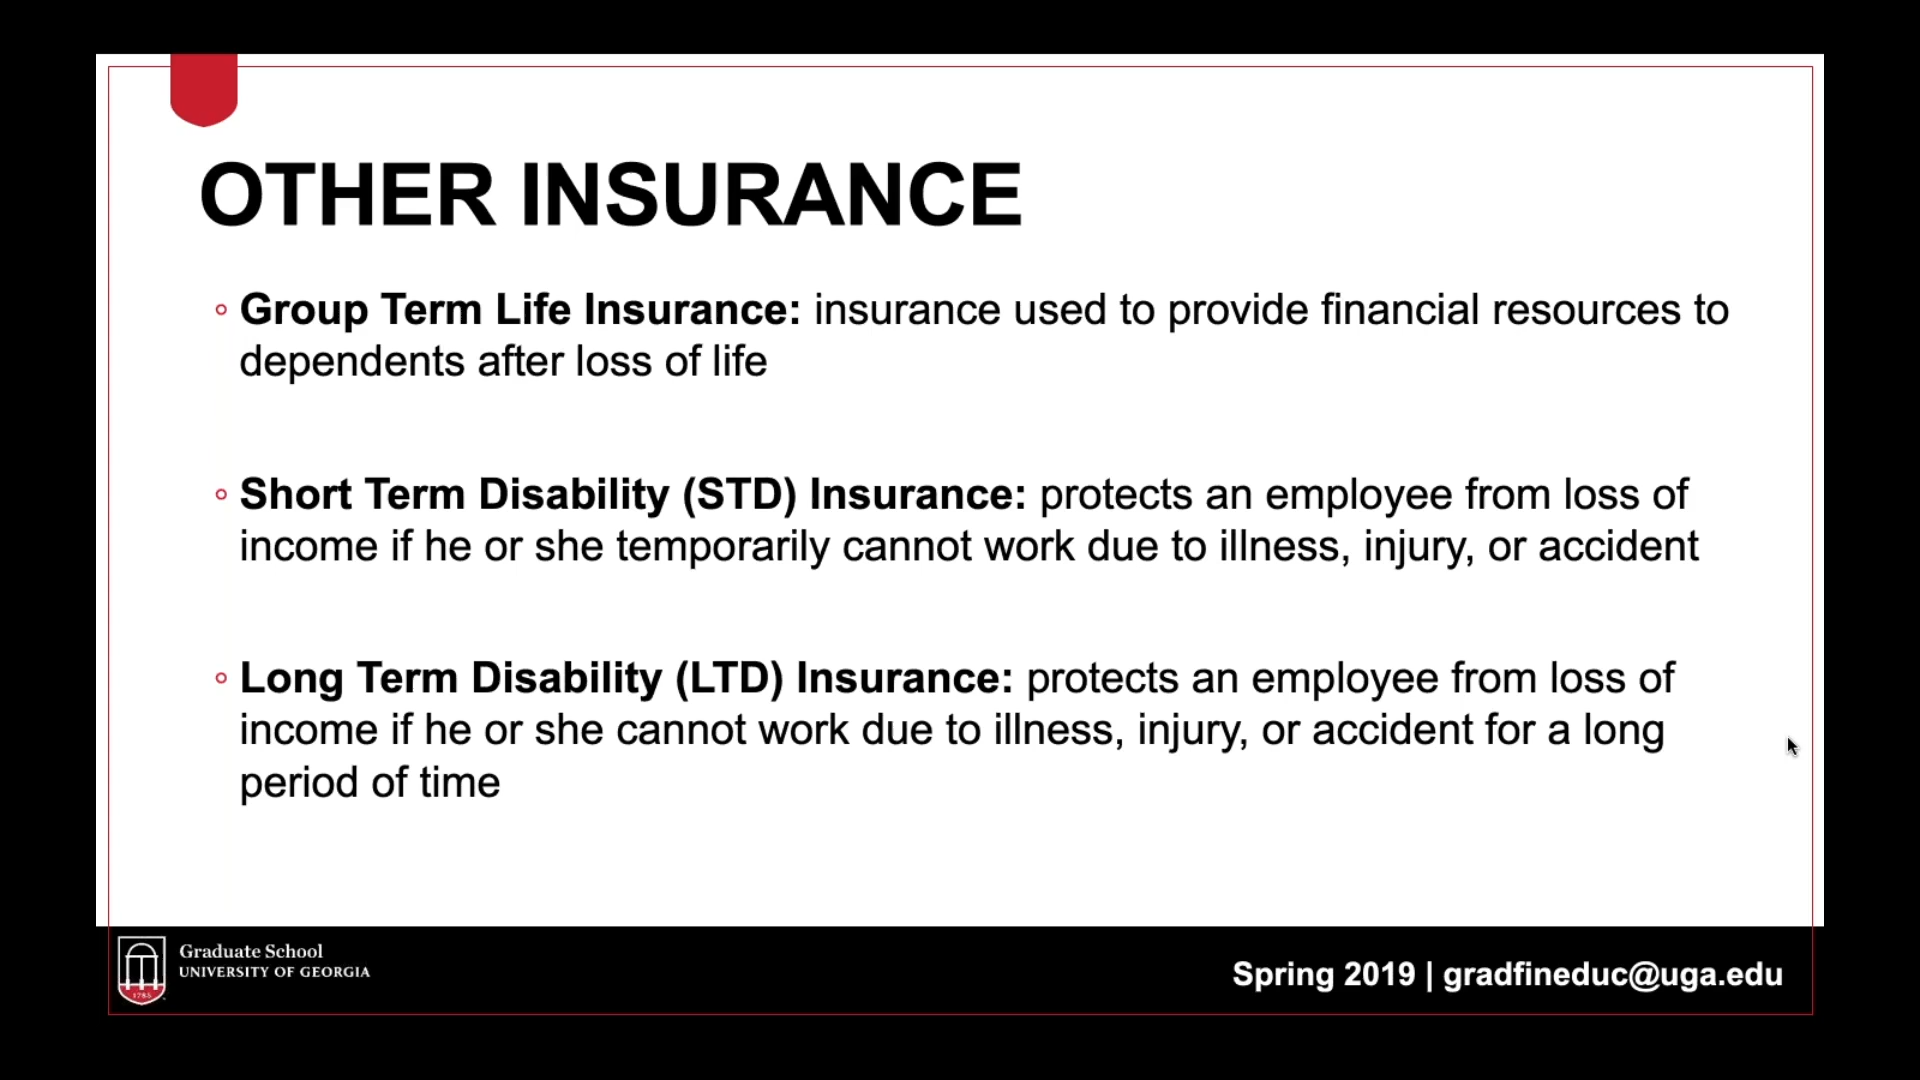 OTHER INSURANCE
◦ Group Term Life Insurance: insurance used to provide financial resources to
dependents after loss of life
◦ Short Term Disability (STD) Insurance: protects an employee from loss of
income if he or she temporarily cannot work due to illness, injury, or accident
◦ Long Term Disability (LTD) Insurance: protects an employee from loss of
income if he or she cannot work due to illness, injury, or accident for a long
period of time
1785
Graduate School
UNIVERSITY OF GEORGIA
Spring 2019 | gradfineduc@uga.edu